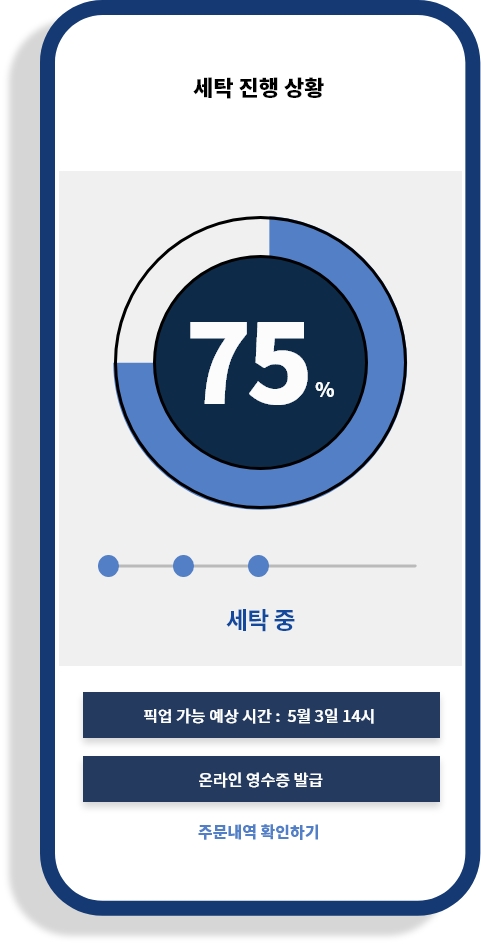 세탁 진행 상황
75 %
세탁 중
픽업 가능 예상 시간 : 5월 3일 14시
온라인 영수증 발급
주문내역 확인하기